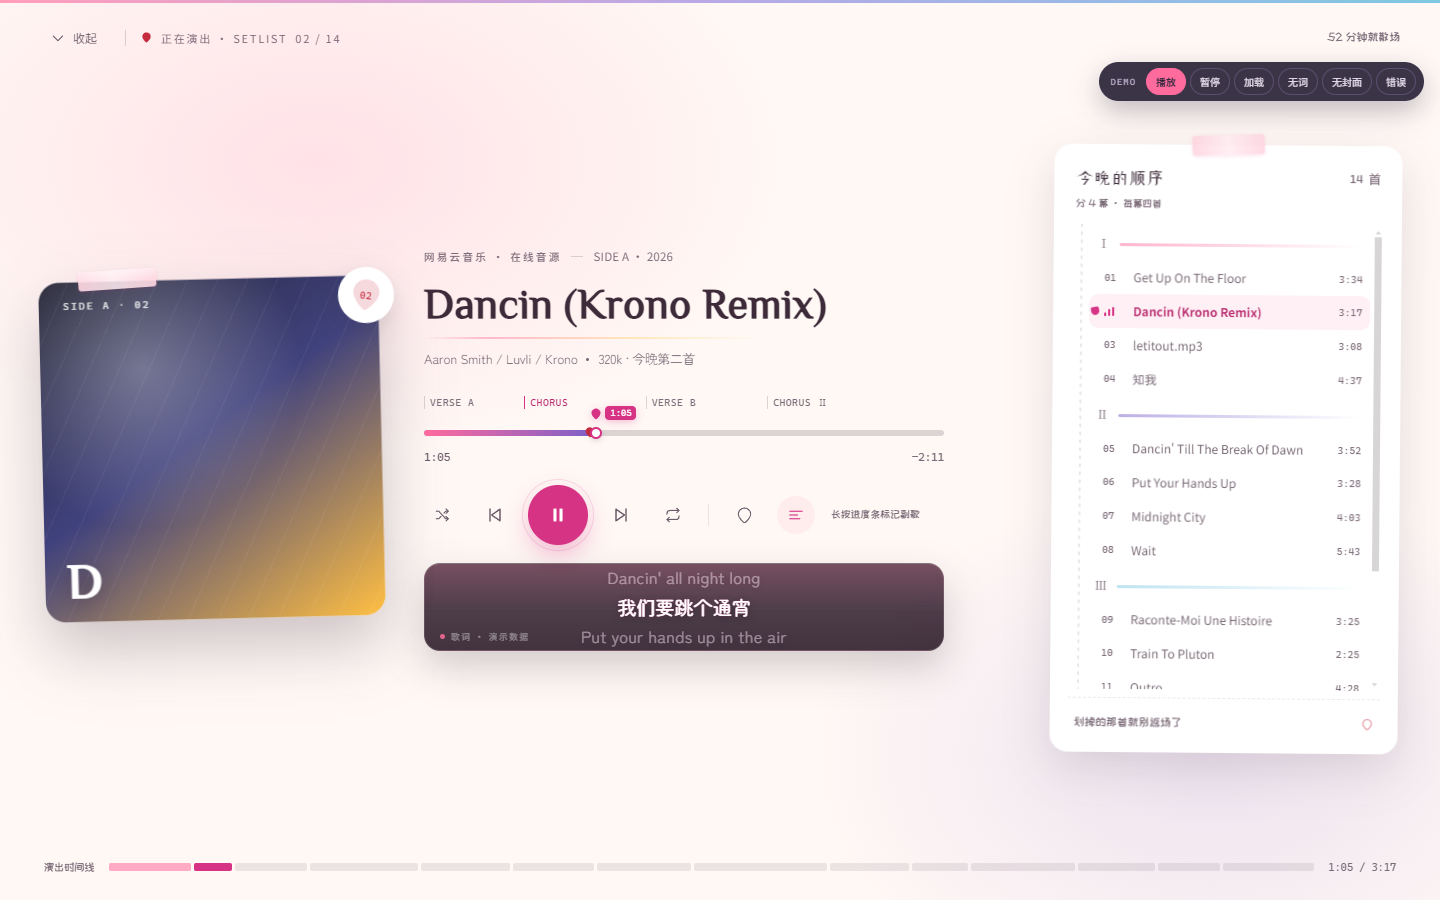 收起
正在演出 · SETLIST 02 / 14
52 分钟就散场
DEMO 播放 暂停 加载 无词 无封面 错误
SIDE A · 02
02
D
网易云音乐 · 在线音源 — SIDE A · 2026
Dancin (Krono Remix)
Aaron Smith / Luvli / Krono • 320k · 今晚第二首
VERSE A CHORUS VERSE B CHORUS II
1:05
1:05 −2:11
长按进度条标记副歌
Dancin' all night long
我们要跳个通宵
Put your hands up in the air
歌词 · 演示数据
今晚的顺序 14 首
分 4 幕 · 每幕四首
I
01 Get Up On The Floor 3:34
Dancin (Krono Remix) 3:17
03 letitout.mp3 3:08
04 知我 4:37
II
05 Dancin' Till The Break Of Dawn 3:52
06 Put Your Hands Up 3:28
07 Midnight City 4:03
08 Wait 5:43
III
09 Raconte-Moi Une Histoire 3:25
10 Train To Pluton 2:25
11 Outro 4:28
划掉的那首就别返场了
演出时间线 1:05 / 3:17